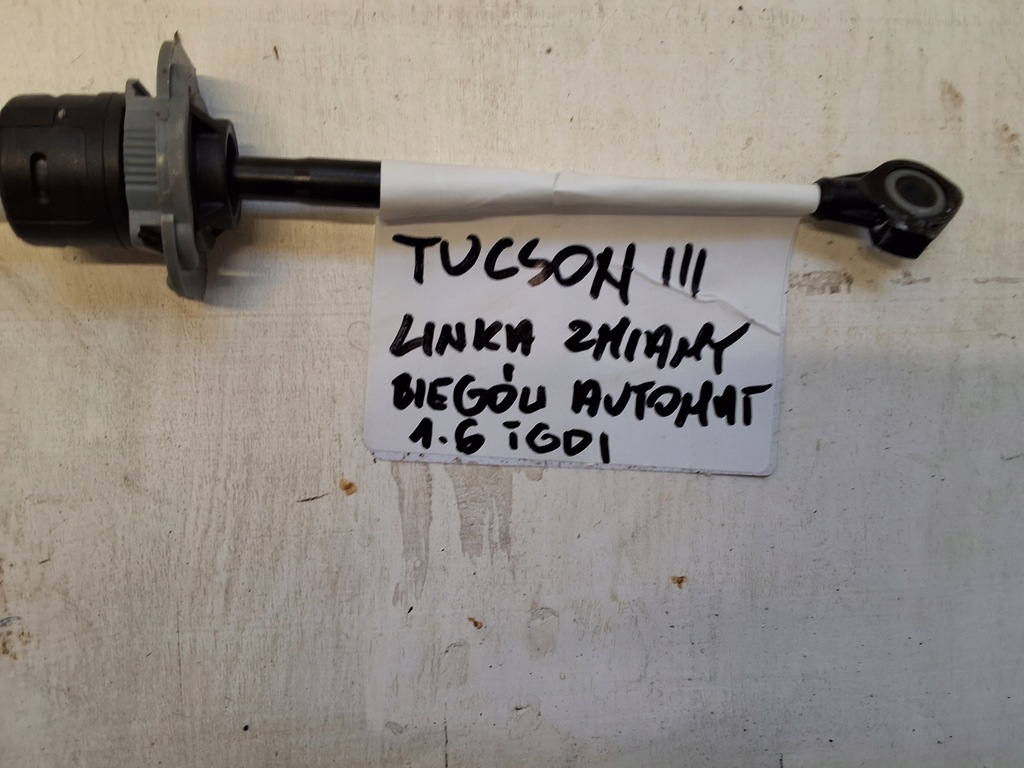 TUCSON III
LINKA ZMIANY
BIEGÓW AUTOMAT
1.6 TGDI